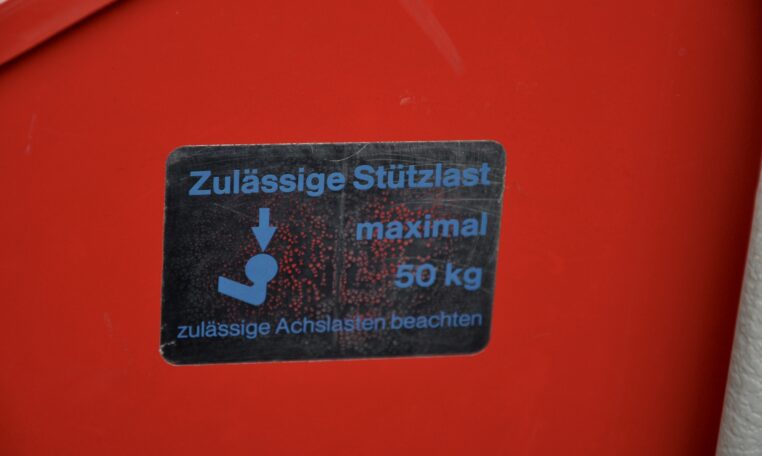 Zulässige Stützlast
maximal
50 kg
zulässige Achslasten beachten